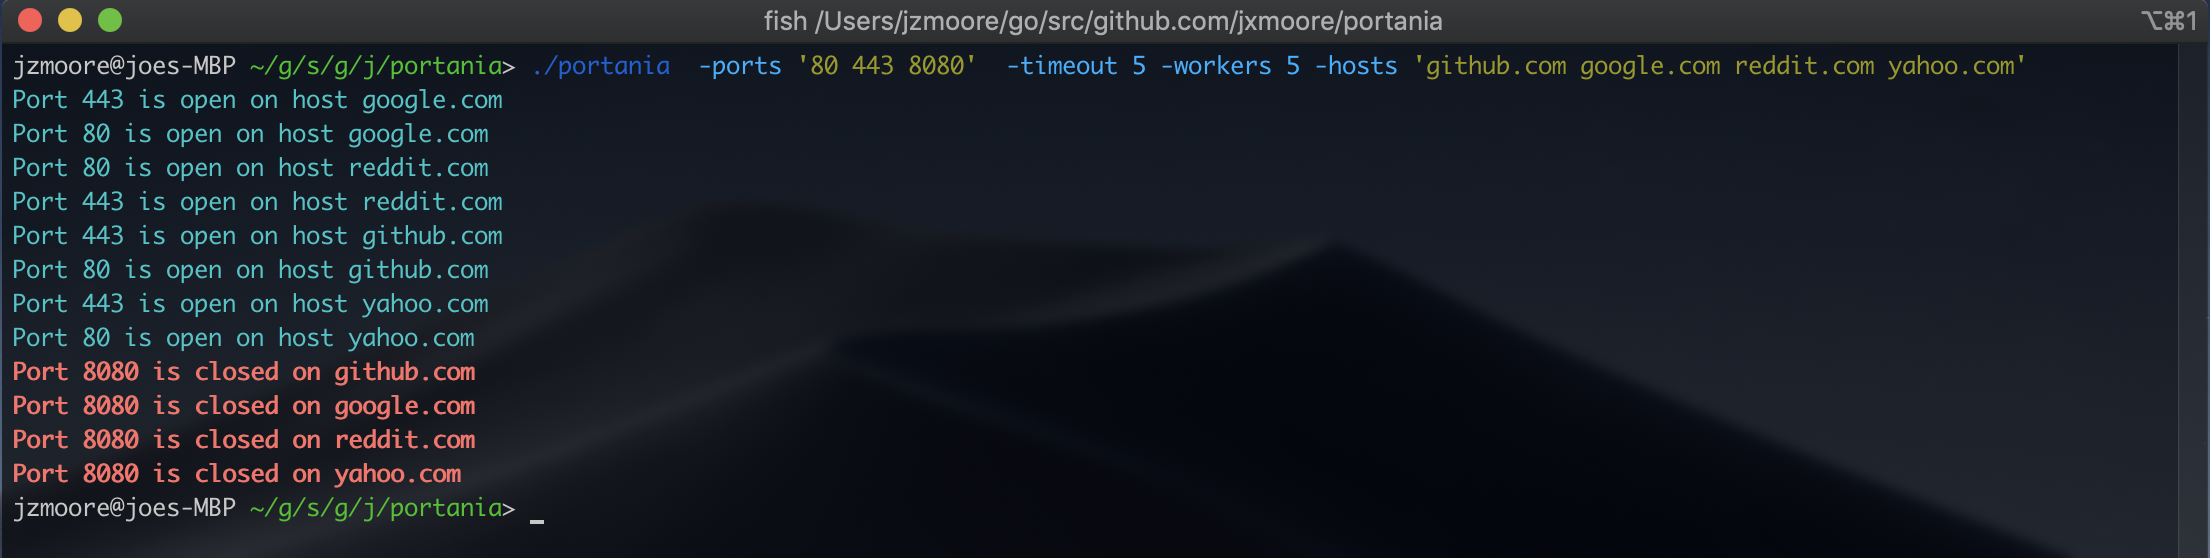 fish /Users/jzmoore/go/src/github.com/jxmoore/portania ⌥⌘1
jzmoore@joes-MBP ~/g/s/g/j/portania> ./portania  -ports '80 443 8080'  -timeout 5 -workers 5 -hosts 'github.com google.com reddit.com yahoo.com'
Port 443 is open on host google.com
Port 80 is open on host google.com
Port 80 is open on host reddit.com
Port 443 is open on host reddit.com
Port 443 is open on host github.com
Port 80 is open on host github.com
Port 443 is open on host yahoo.com
Port 80 is open on host yahoo.com
Port 8080 is closed on github.com
Port 8080 is closed on google.com
Port 8080 is closed on reddit.com
Port 8080 is closed on yahoo.com
jzmoore@joes-MBP ~/g/s/g/j/portania> _